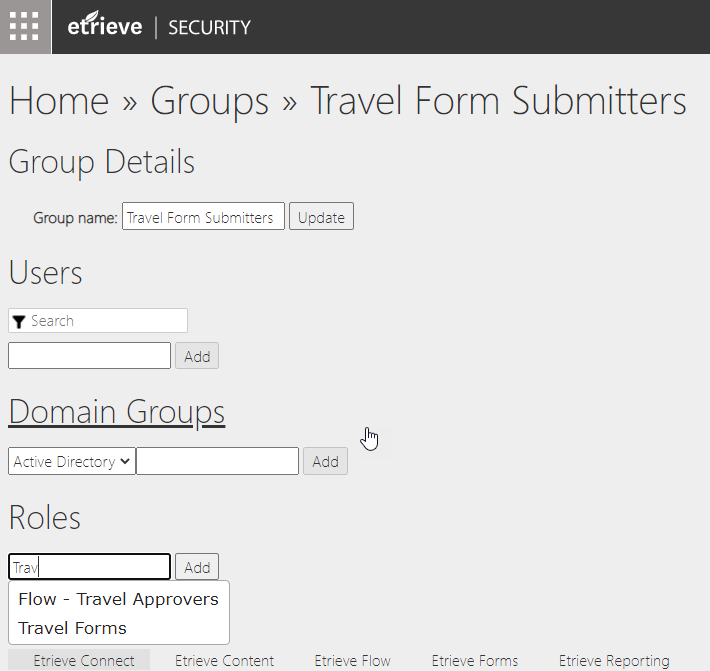 etrieve | SECURITY
Home » Groups » Travel Form Submitters
Group Details
Group name: Travel Form Submitters Update
Users
Search
Add
Domain Groups
Active Directory Add
Roles
Trav Add
Flow - Travel Approvers
Travel Forms
Etrieve Connect Etrieve Content Etrieve Flow Etrieve Forms Etrieve Reporting